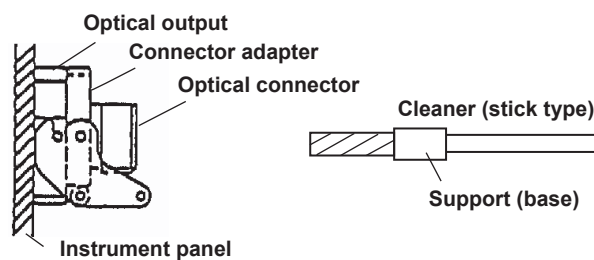 Optical output
Connector adapter
Optical connector
Cleaner (stick type)
Support (base)
Instrument panel